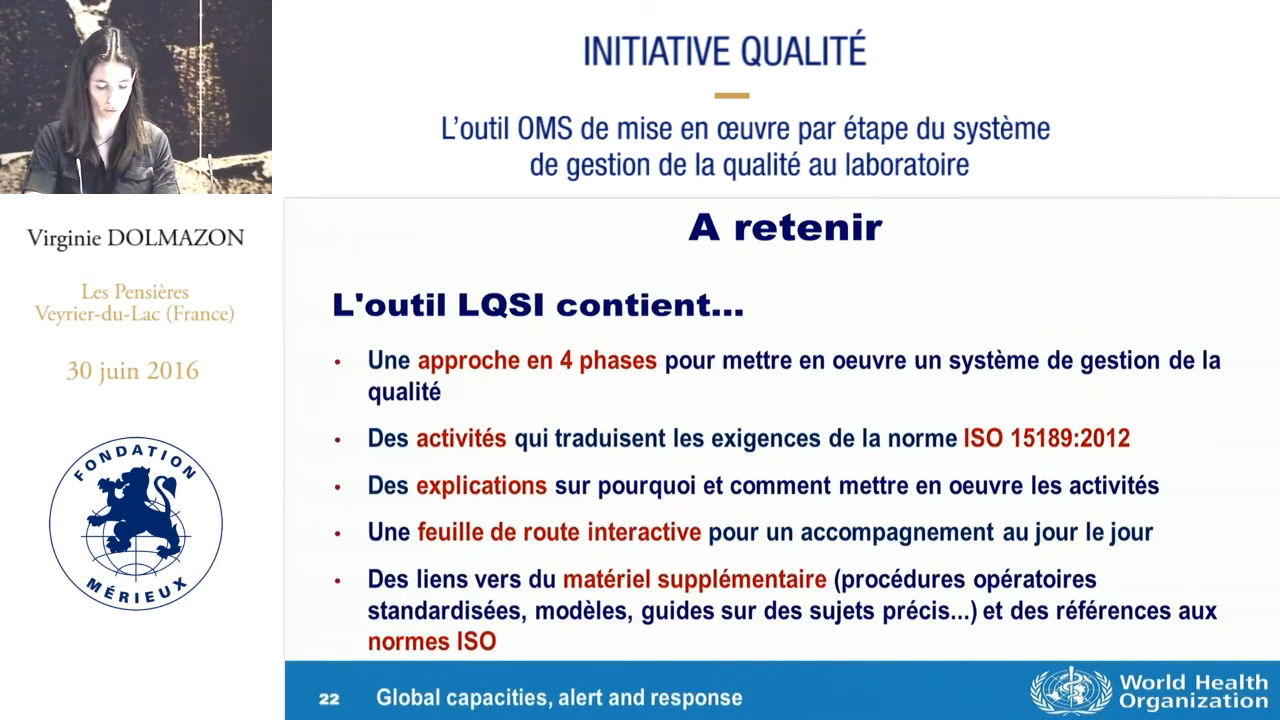 INITIATIVE QUALITÉ
L'outil OMS de mise en œuvre par étape du système
de gestion de la qualité au laboratoire
Virginie DOLMAZON
Les Pensières
Veyrier-du-Lac (France)
30 juin 2016
FONDATION
MÉRIEUX
A retenir
L'outil LQSI contient...
• Une approche en 4 phases pour mettre en oeuvre un système de gestion de la
qualité
• Des activités qui traduisent les exigences de la norme ISO 15189:2012
• Des explications sur pourquoi et comment mettre en oeuvre les activités
• Une feuille de route interactive pour un accompagnement au jour le jour
• Des liens vers du matériel supplémentaire (procédures opératoires
standardisées, modèles, guides sur des sujets précis...) et des références aux
normes ISO
22 Global capacities, alert and response
World Health
Organization